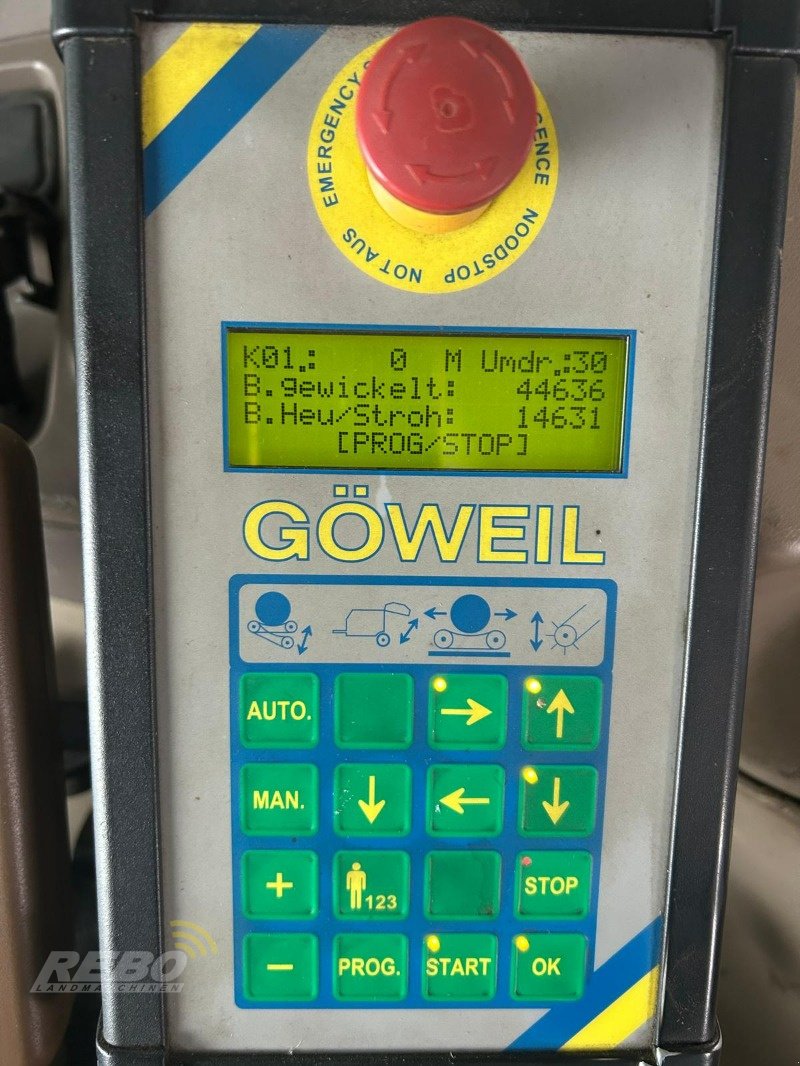 EMERGENCY
GENCE
NOODSTOP
NOT AUS
K01.: 0 M Umdr.:30
B.gewickelt: 44636
B.Heu/Stroh: 14631
[PROG/STOP]
GÖWEIL
AUTO.
MAN.
+
123
STOP
−
PROG.
START
OK
REBO
LANDMASCHINEN